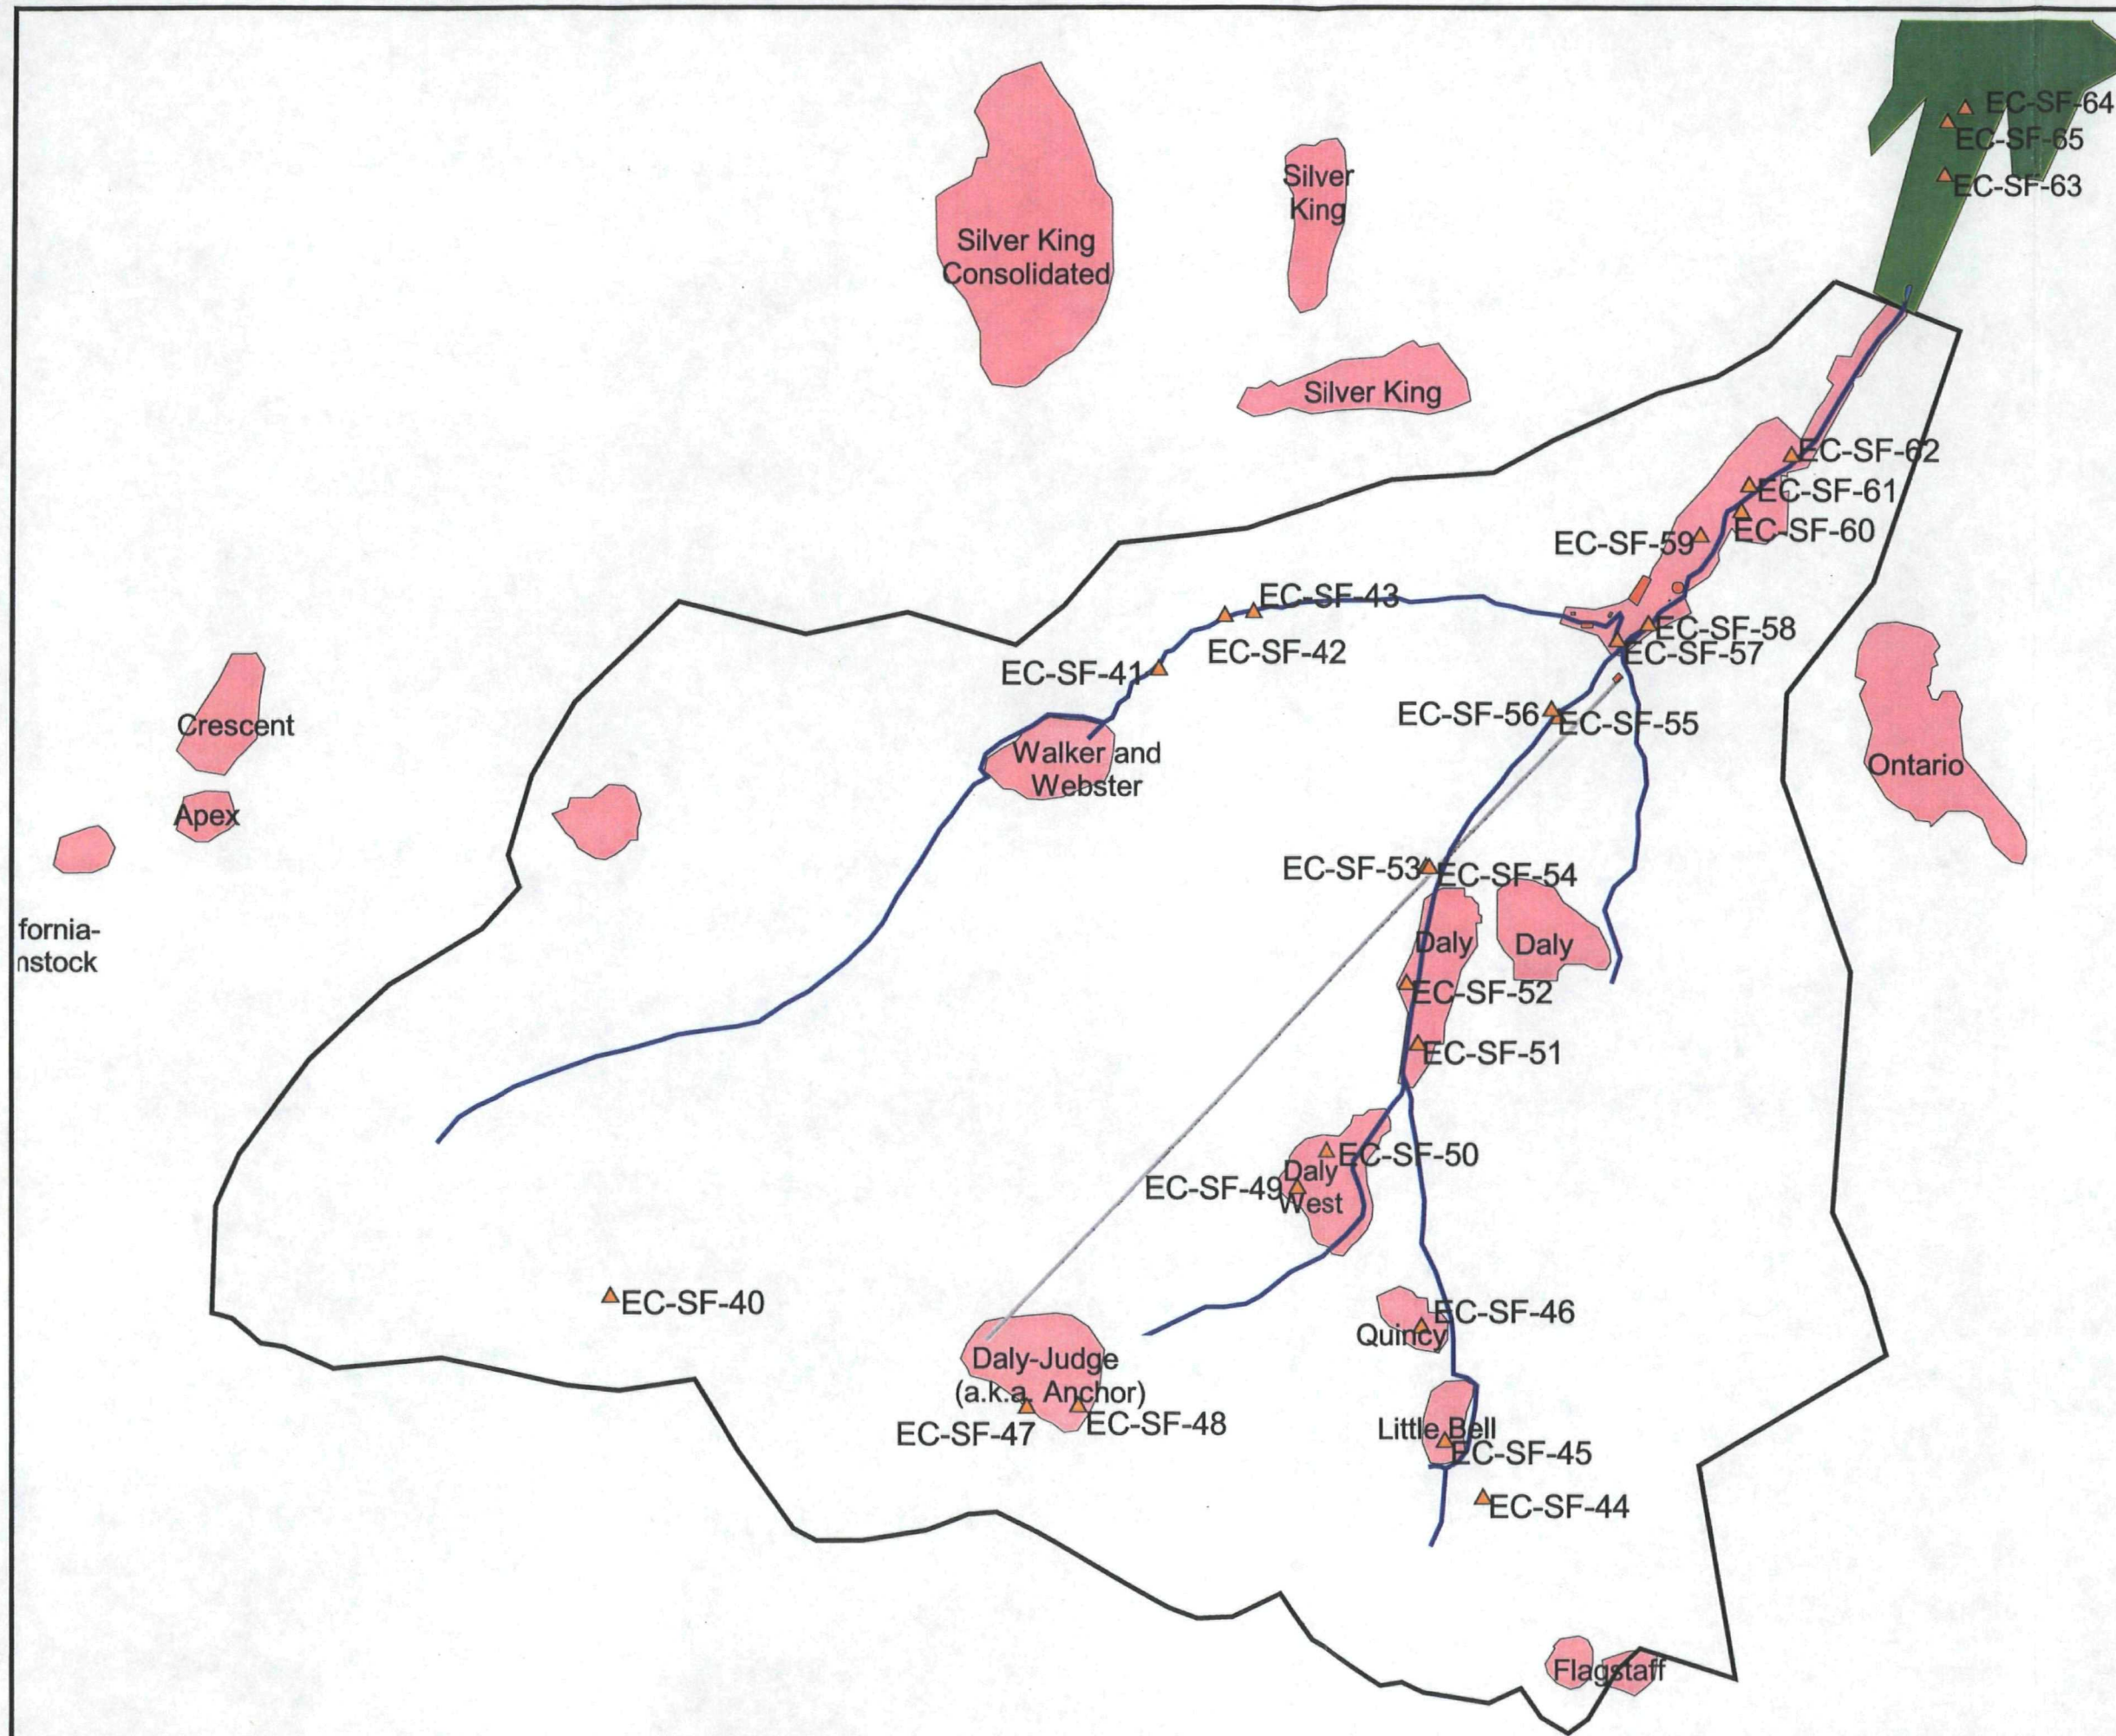 EC-SF-64
EC-SF-65
EC-SF-63
Silver
King
Silver King
Consolidated
Silver King
EC-SF-62
EC-SF-61
EC-SF-60
EC-SF-59
EC-SF-43
EC-SF-58
EC-SF-42
EC-SF-57
EC-SF-41
EC-SF-56
EC-SF-55
Crescent
Walker and
Webster
Ontario
Apex
EC-SF-53
EC-SF-54
fornia-
nstock
Daly
Daly
EC-SF-52
EC-SF-51
EC-SF-50
Daly
West
EC-SF-49
EC-SF-40
EC-SF-46
Quincy
Daly-Judge
(a.k.a. Anchor)
EC-SF-47
EC-SF-48
Little Bell
EC-SF-45
EC-SF-44
Flagstaff